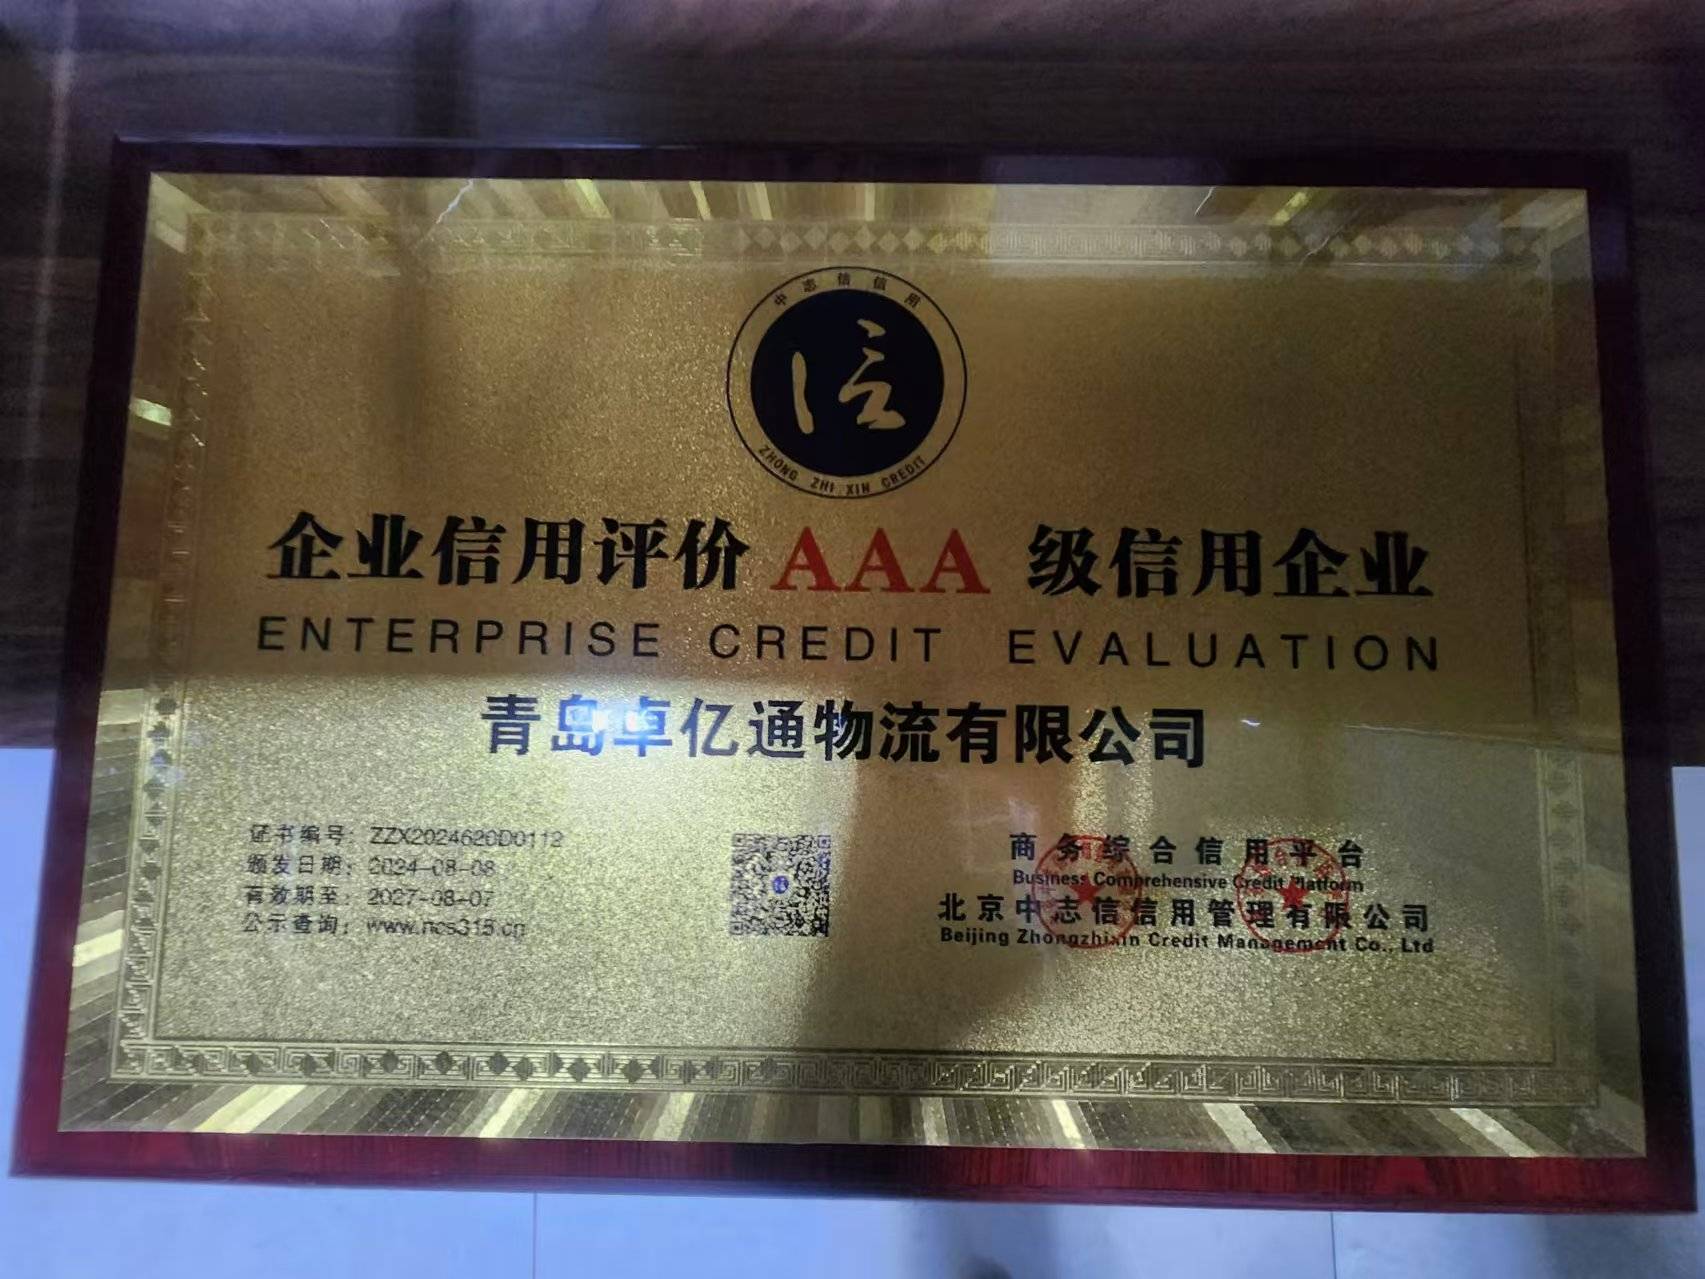 中志信信用
信
ZHONG ZHI XIN CREDIT
企业信用评价 AAA 级信用企业
ENTERPRISE CREDIT EVALUATION
青岛卓亿通物流有限公司
证书编号：ZZX2024620D0112
颁发日期：2024-08-08
有效期至：2027-08-07
公示查询：www.ncs315.cn
商务综合信用平台
Business Comprehensive Credit Platform
北京中志信信用管理有限公司
Beijing Zhongzhixin Credit Management Co., Ltd